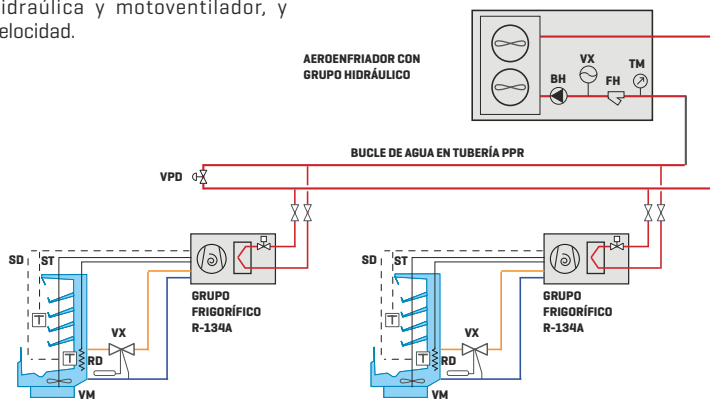 idraúlica y motoventilador, y
elocidad.
AEROENFRIADOR CON
GRUPO HIDRÁULICO
VX
TM
BH
FH
BUCLE DE AGUA EN TUBERÍA PPR
VPD
SD
ST
GRUPO
FRIGORÍFICO
R-134A
T
VX
T
RD
VM
SD
ST
GRUPO
FRIGORÍFICO
R-134A
T
VX
T
RD
VM